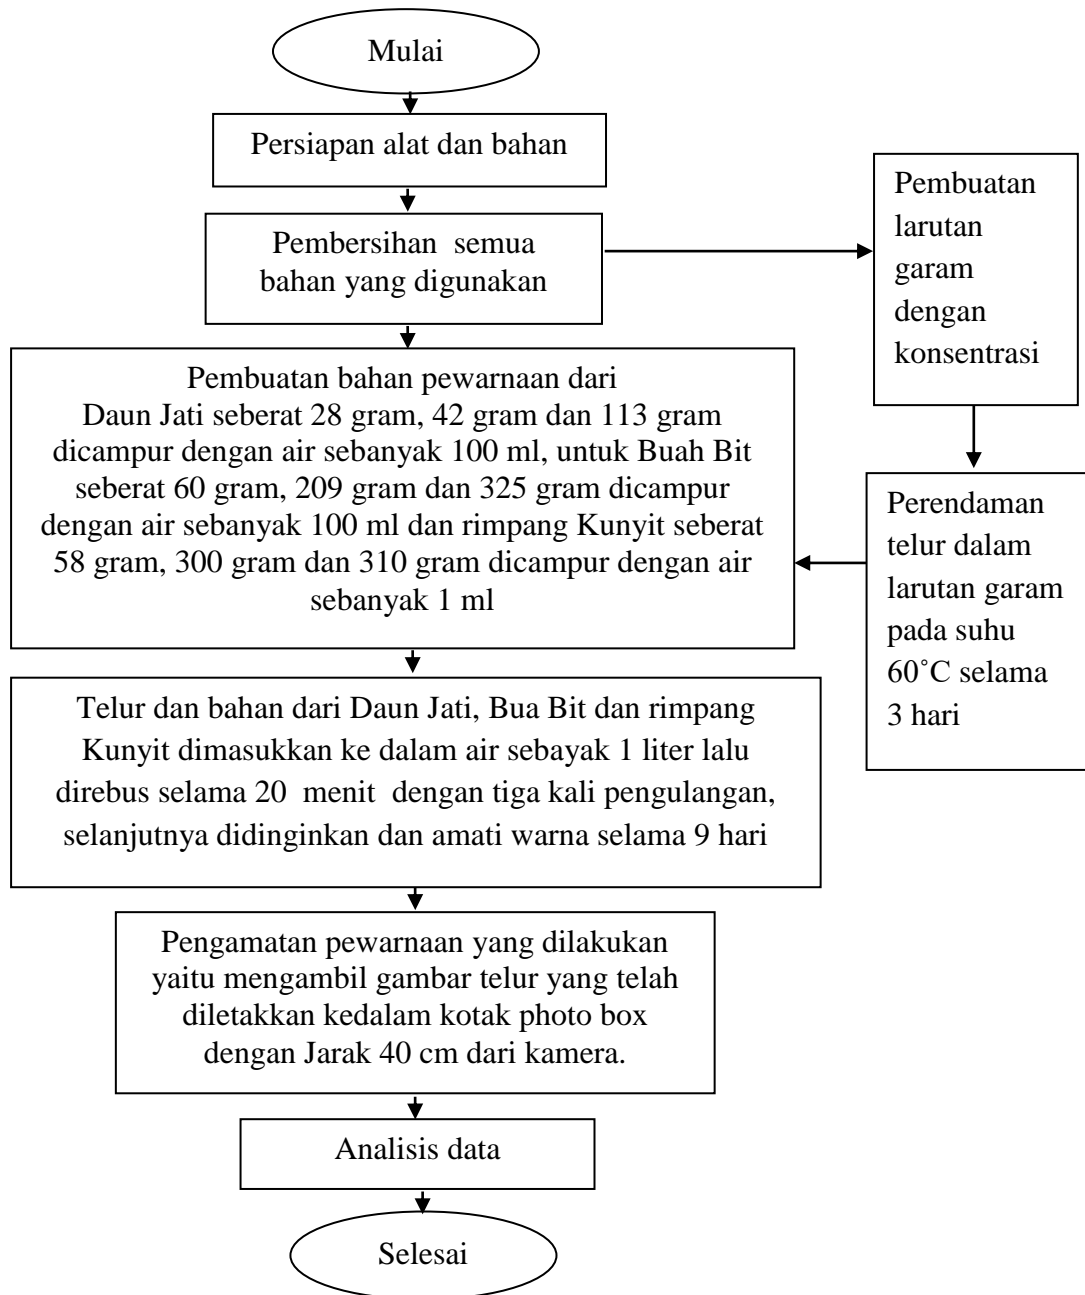 Mulai
Persiapan alat dan bahan
Pembersihan semua
bahan yang digunakan
Pembuatan
larutan
garam
dengan
konsentrasi
Perendaman
telur dalam
larutan garam
pada suhu
60˚C selama
3 hari
Pembuatan bahan pewarnaan dari
Daun Jati seberat 28 gram, 42 gram dan 113 gram
dicampur dengan air sebanyak 100 ml, untuk Buah Bit
seberat 60 gram, 209 gram dan 325 gram dicampur
dengan air sebanyak 100 ml dan rimpang Kunyit seberat
58 gram, 300 gram dan 310 gram dicampur dengan air
sebanyak 1 ml
Telur dan bahan dari Daun Jati, Bua Bit dan rimpang
Kunyit dimasukkan ke dalam air sebayak 1 liter lalu
direbus selama 20 menit dengan tiga kali pengulangan,
selanjutnya didinginkan dan amati warna selama 9 hari
Pengamatan pewarnaan yang dilakukan
yaitu mengambil gambar telur yang telah
diletakkan kedalam kotak photo box
dengan Jarak 40 cm dari kamera.
Analisis data
Selesai